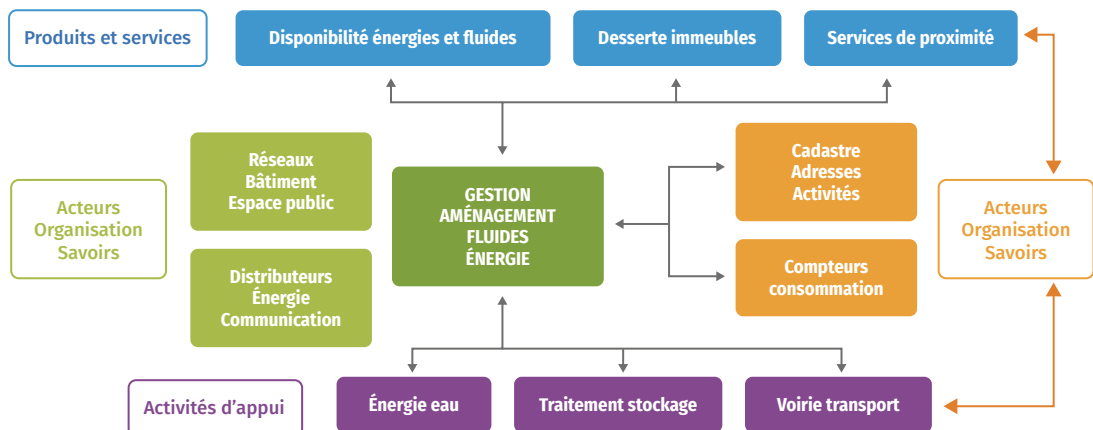 Produits et services
Disponibilité énergies et fluides
Desserte immeubles
Services de proximité
Réseaux
Bâtiment
Espace public
Acteurs
Organisation
Savoirs
Distributeurs
Énergie
Communication
GESTION
AMÉNAGEMENT
FLUIDES
ÉNERGIE
Cadastre
Adresses
Activités
Compteurs
consommation
Acteurs
Organisation
Savoirs
Activités d'appui
Énergie eau
Traitement stockage
Voirie transport